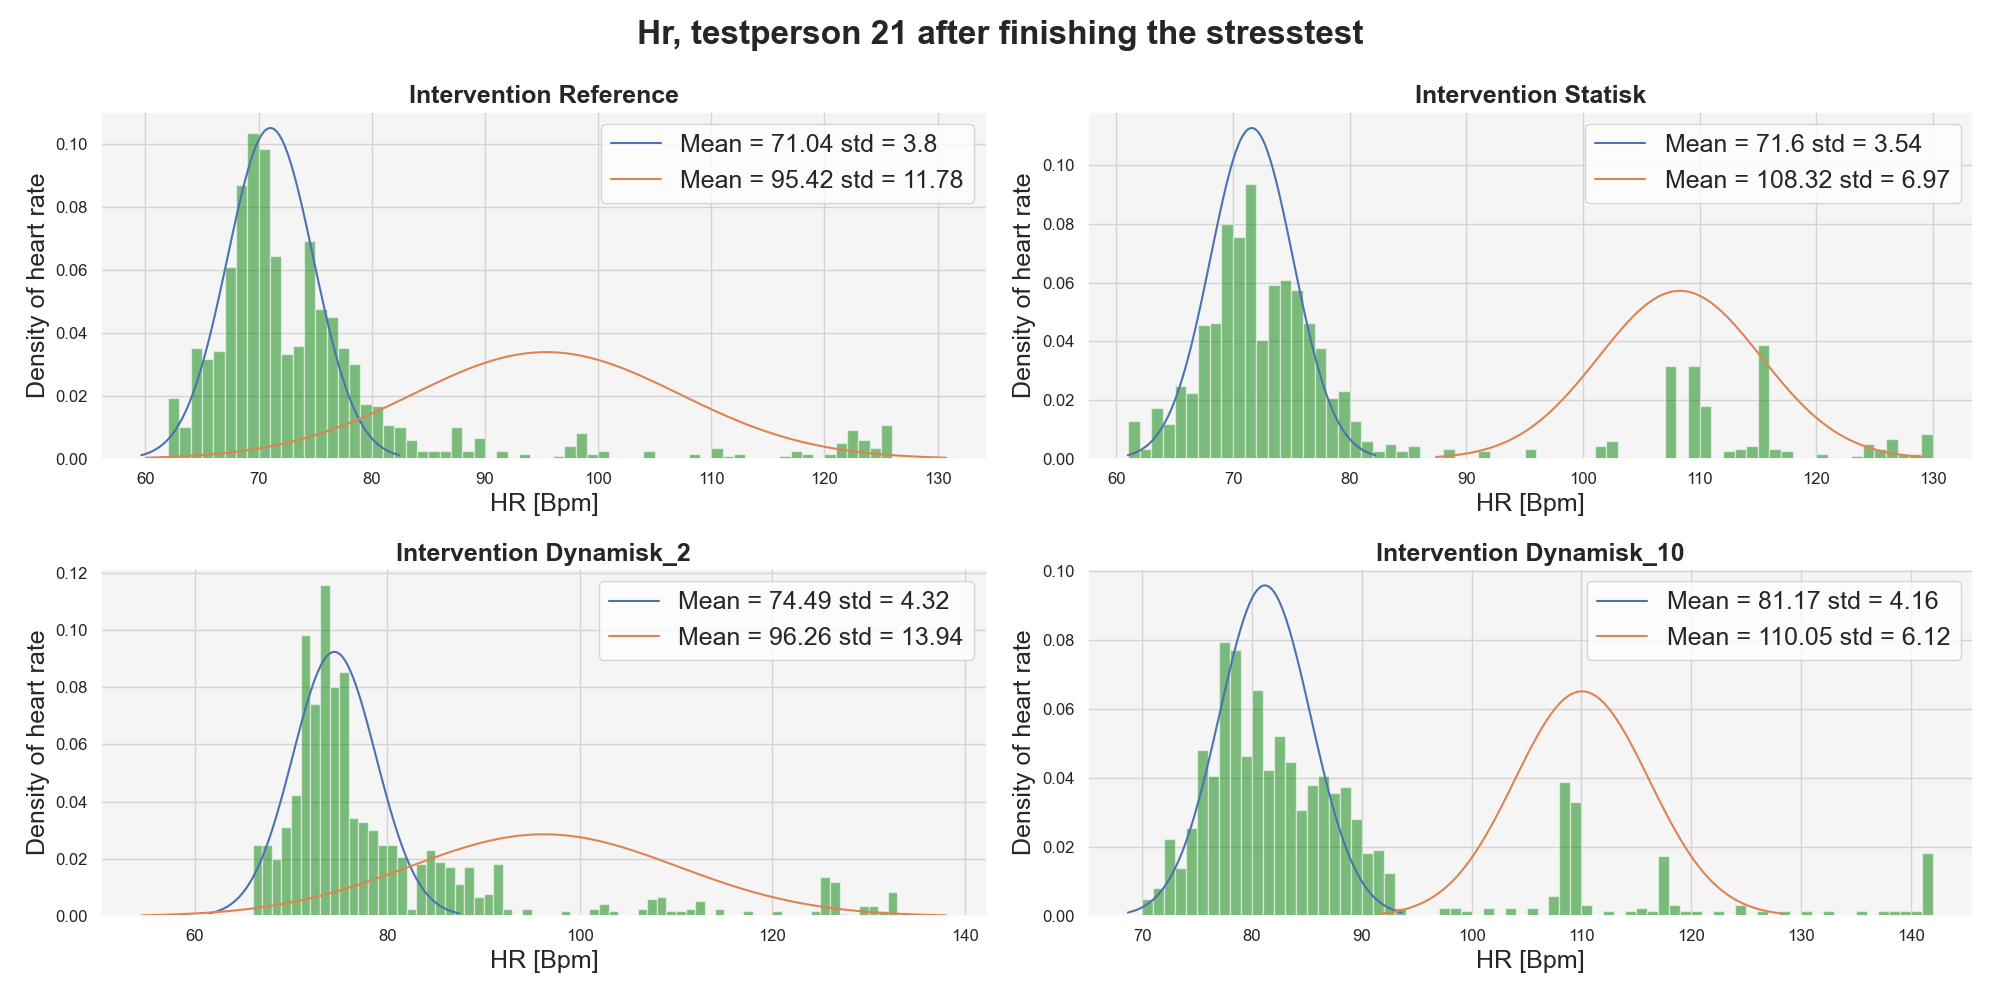 Hr, testperson 21 after finishing the stresstest
Intervention Reference
Density of heart rate
0.10
0.08
0.06
0.04
0.02
0.00
Mean = 71.04 std = 3.8
Mean = 95.42 std = 11.78
60 70 80 90 100 110 120 130
HR [Bpm]
Intervention Statisk
Density of heart rate
0.10
0.08
0.06
0.04
0.02
0.00
Mean = 71.6 std = 3.54
Mean = 108.32 std = 6.97
60 70 80 90 100 110 120 130
HR [Bpm]
Intervention Dynamisk_2
Density of heart rate
0.12
0.10
0.08
0.06
0.04
0.02
0.00
Mean = 74.49 std = 4.32
Mean = 96.26 std = 13.94
60 80 100 120 140
HR [Bpm]
Intervention Dynamisk_10
Density of heart rate
0.10
0.08
0.06
0.04
0.02
0.00
Mean = 81.17 std = 4.16
Mean = 110.05 std = 6.12
70 80 90 100 110 120 130 140
HR [Bpm]